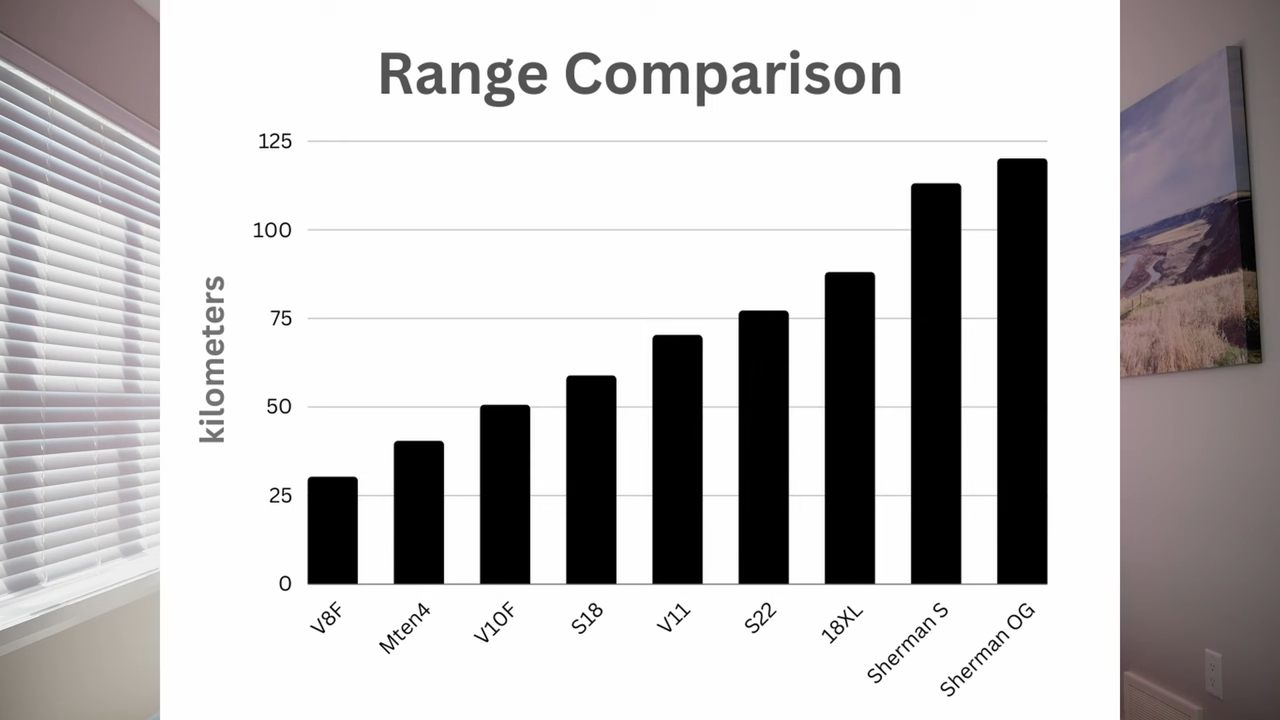 Range Comparison
125
100
75
50
25
0
kilometers
V8F
Mten4
V10F
S18
V11
S22
18XL
Sherman S
Sherman OG